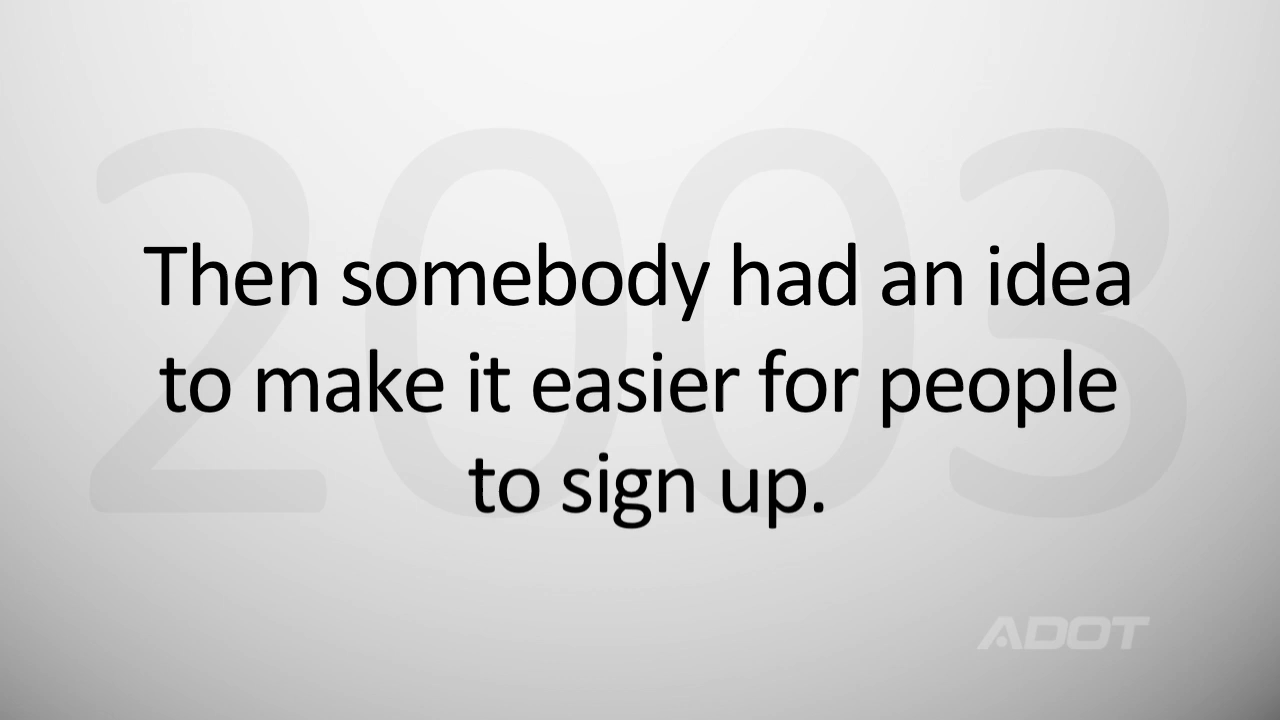 2003
Then somebody had an idea
to make it easier for people
to sign up.
ADOT